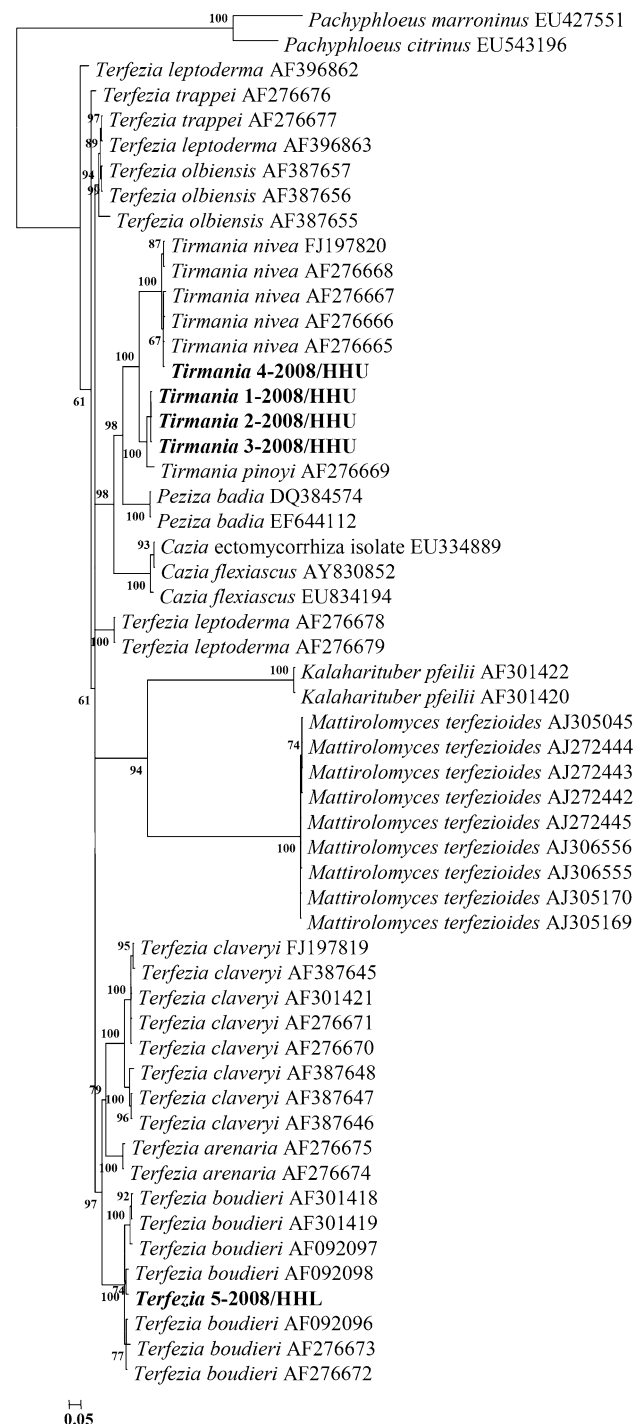 100
Pachyphloeus marroninus EU427551
Pachyphloeus citrinus EU543196
Terfezia leptoderma AF396862
Terfezia trappei AF276676
97
Terfezia trappei AF276677
89
Terfezia leptoderma AF396863
94
Terfezia olbiensis AF387657
99
Terfezia olbiensis AF387656
Terfezia olbiensis AF387655
87
Tirmania nivea FJ197820
Tirmania nivea AF276668
100
Tirmania nivea AF276667
Tirmania nivea AF276666
67
Tirmania nivea AF276665
100
Tirmania 4-2008/HHU
Tirmania 1-2008/HHU
61
98
Tirmania 2-2008/HHU
Tirmania 3-2008/HHU
100
Tirmania pinoyi AF276669
98
Peziza badia DQ384574
100
Peziza badia EF644112
93
Cazia ectomycorrhiza isolate EU334889
Cazia flexiascus AY830852
100
Cazia flexiascus EU834194
Terfezia leptoderma AF276678
100
Terfezia leptoderma AF276679
100
Kalaharituber pfeilii AF301422
61
Kalaharituber pfeilii AF301420
Mattirolomyces terfezioides AJ305045
74
Mattirolomyces terfezioides AJ272444
94
Mattirolomyces terfezioides AJ272443
Mattirolomyces terfezioides AJ272442
Mattirolomyces terfezioides AJ272445
100
Mattirolomyces terfezioides AJ306556
Mattirolomyces terfezioides AJ306555
Mattirolomyces terfezioides AJ305170
Mattirolomyces terfezioides AJ305169
95
Terfezia claveryi FJ197819
Terfezia claveryi AF387645
100
Terfezia claveryi AF301421
Terfezia claveryi AF276671
100
Terfezia claveryi AF276670
Terfezia claveryi AF387648
79
100
Terfezia claveryi AF387647
96
Terfezia claveryi AF387646
Terfezia arenaria AF276675
100
Terfezia arenaria AF276674
97
92
Terfezia boudieri AF301418
100
Terfezia boudieri AF301419
Terfezia boudieri AF092097
Terfezia boudieri AF092098
74
100
Terfezia 5-2008/HHL
Terfezia boudieri AF092096
77
Terfezia boudieri AF276673
Terfezia boudieri AF276672
0.05